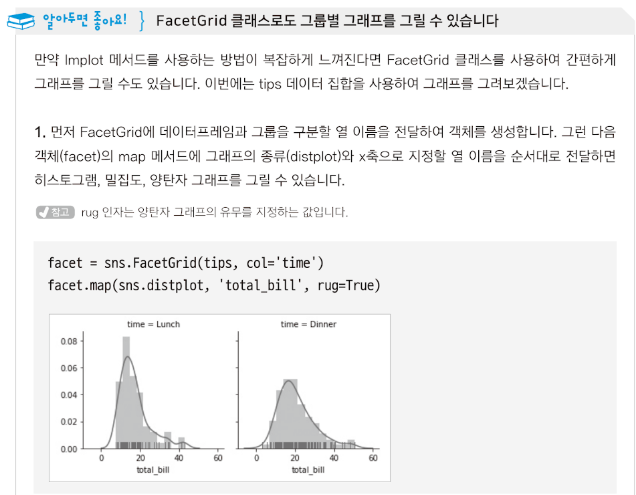 알아두면 좋아요! FacetGrid 클래스로도 그룹별 그래프를 그릴 수 있습니다
만약 lmplot 메서드를 사용하는 방법이 복잡하게 느껴진다면 FacetGrid 클래스를 사용하여 간편하게
그래프를 그릴 수도 있습니다. 이번에는 tips 데이터 집합을 사용하여 그래프를 그려보겠습니다.
1. 먼저 FacetGrid에 데이터프레임과 그룹을 구분할 열 이름을 전달하여 객체를 생성합니다. 그런 다음
객체(facet)의 map 메서드에 그래프의 종류(distplot)와 x축으로 지정할 열 이름을 순서대로 전달하면
히스토그램, 밀집도, 양탄자 그래프를 그릴 수 있습니다.
참고 rug 인자는 양탄자 그래프의 유무를 지정하는 값입니다.
facet = sns.FacetGrid(tips, col='time')
facet.map(sns.distplot, 'total_bill', rug=True)
time = Lunch time = Dinner
0.08
0.06
0.04
0.02
0.00
0 20 40 60 0 20 40 60
total_bill total_bill